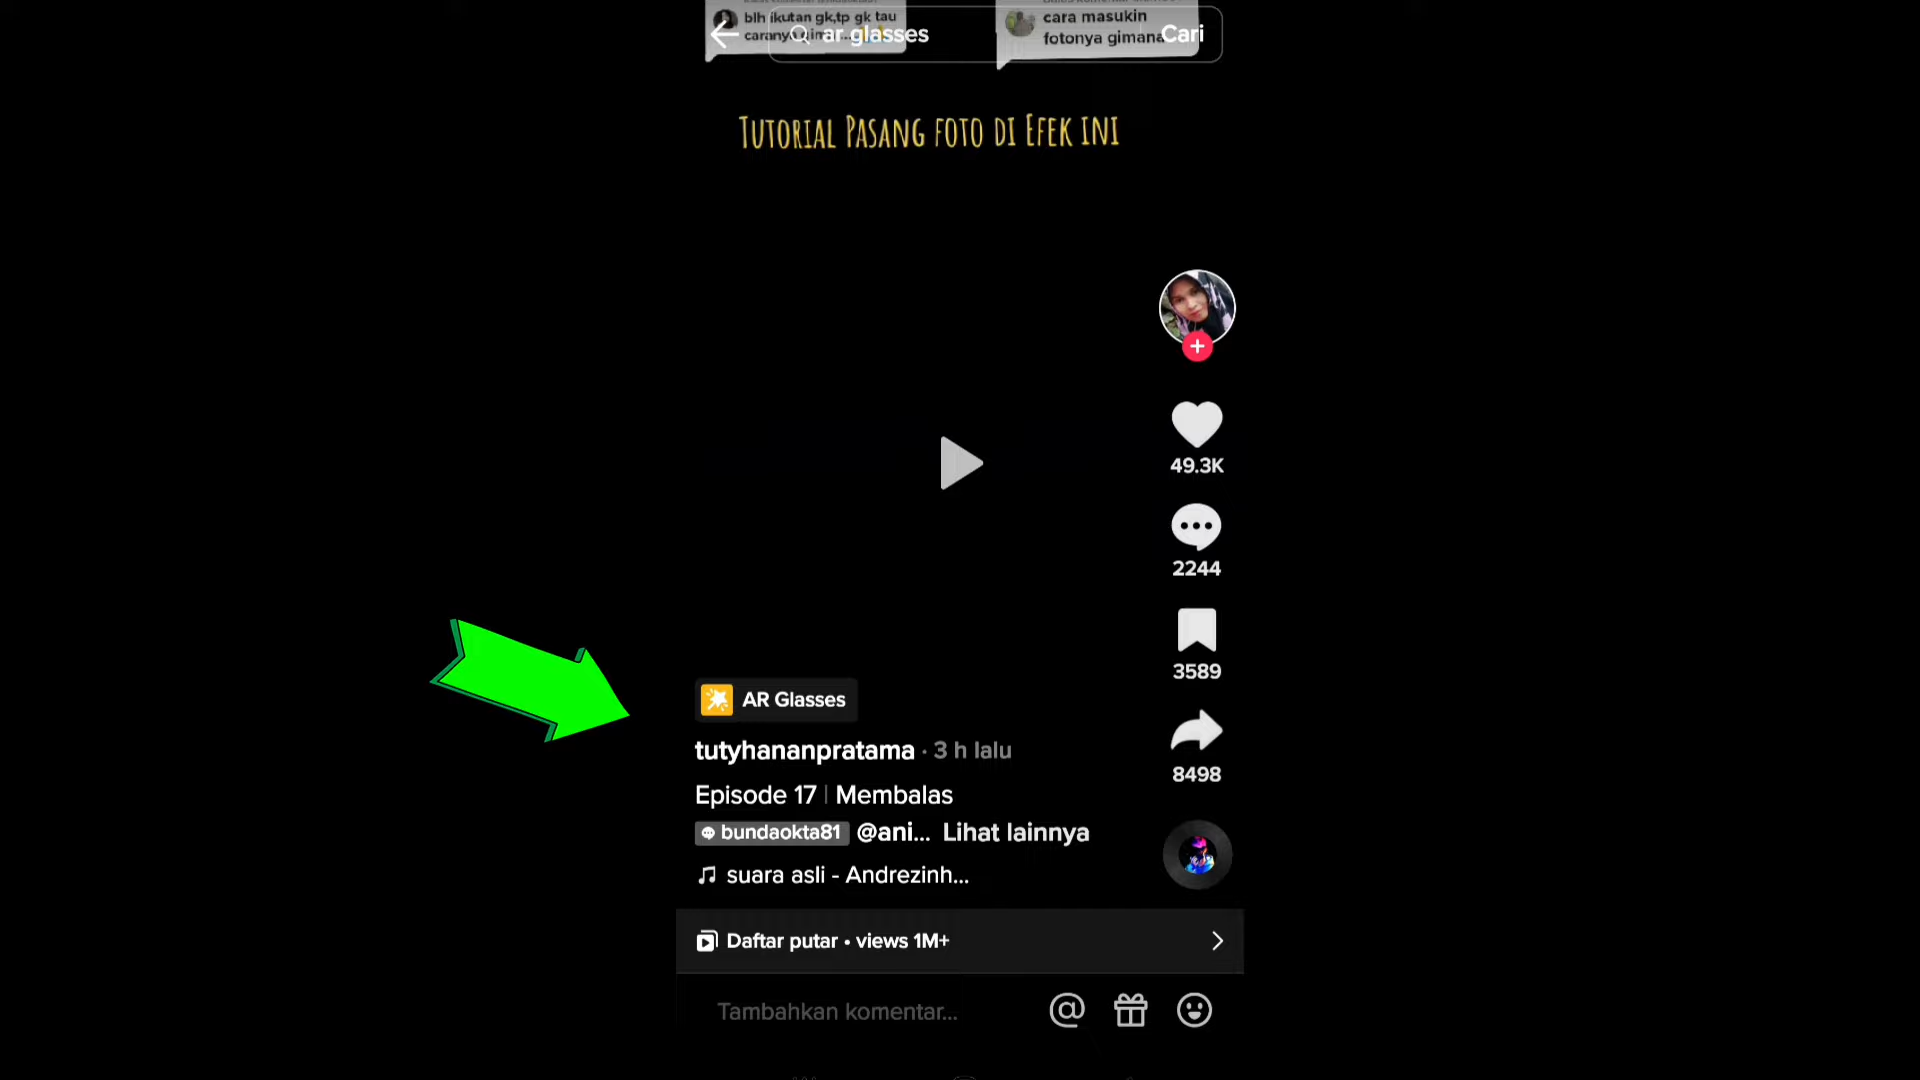 blh ikutan gk,tp gk tau
cara masukin
fotonya gimana
ar glasses
Cari
TUTORIAL PASANG FOTO DI EFEK INI
49.3K
2244
3589
8498
AR Glasses
tutyhananpratama · 3 h lalu
Episode 17 | Membalas
bundaokta81 @ani... Lihat lainnya
suara asli - Andrezinh...
Daftar putar • views 1M+
Tambahkan komentar...